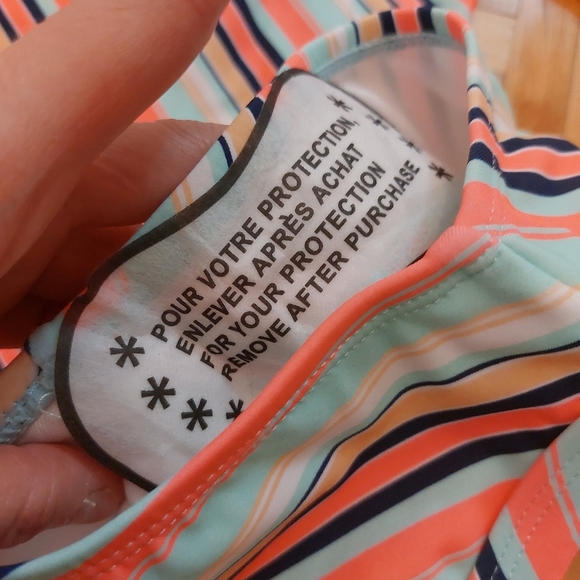 POUR VOTRE PROTECTION,
ENLEVER APRÈS ACHAT
FOR YOUR PROTECTION
REMOVE AFTER PURCHASE